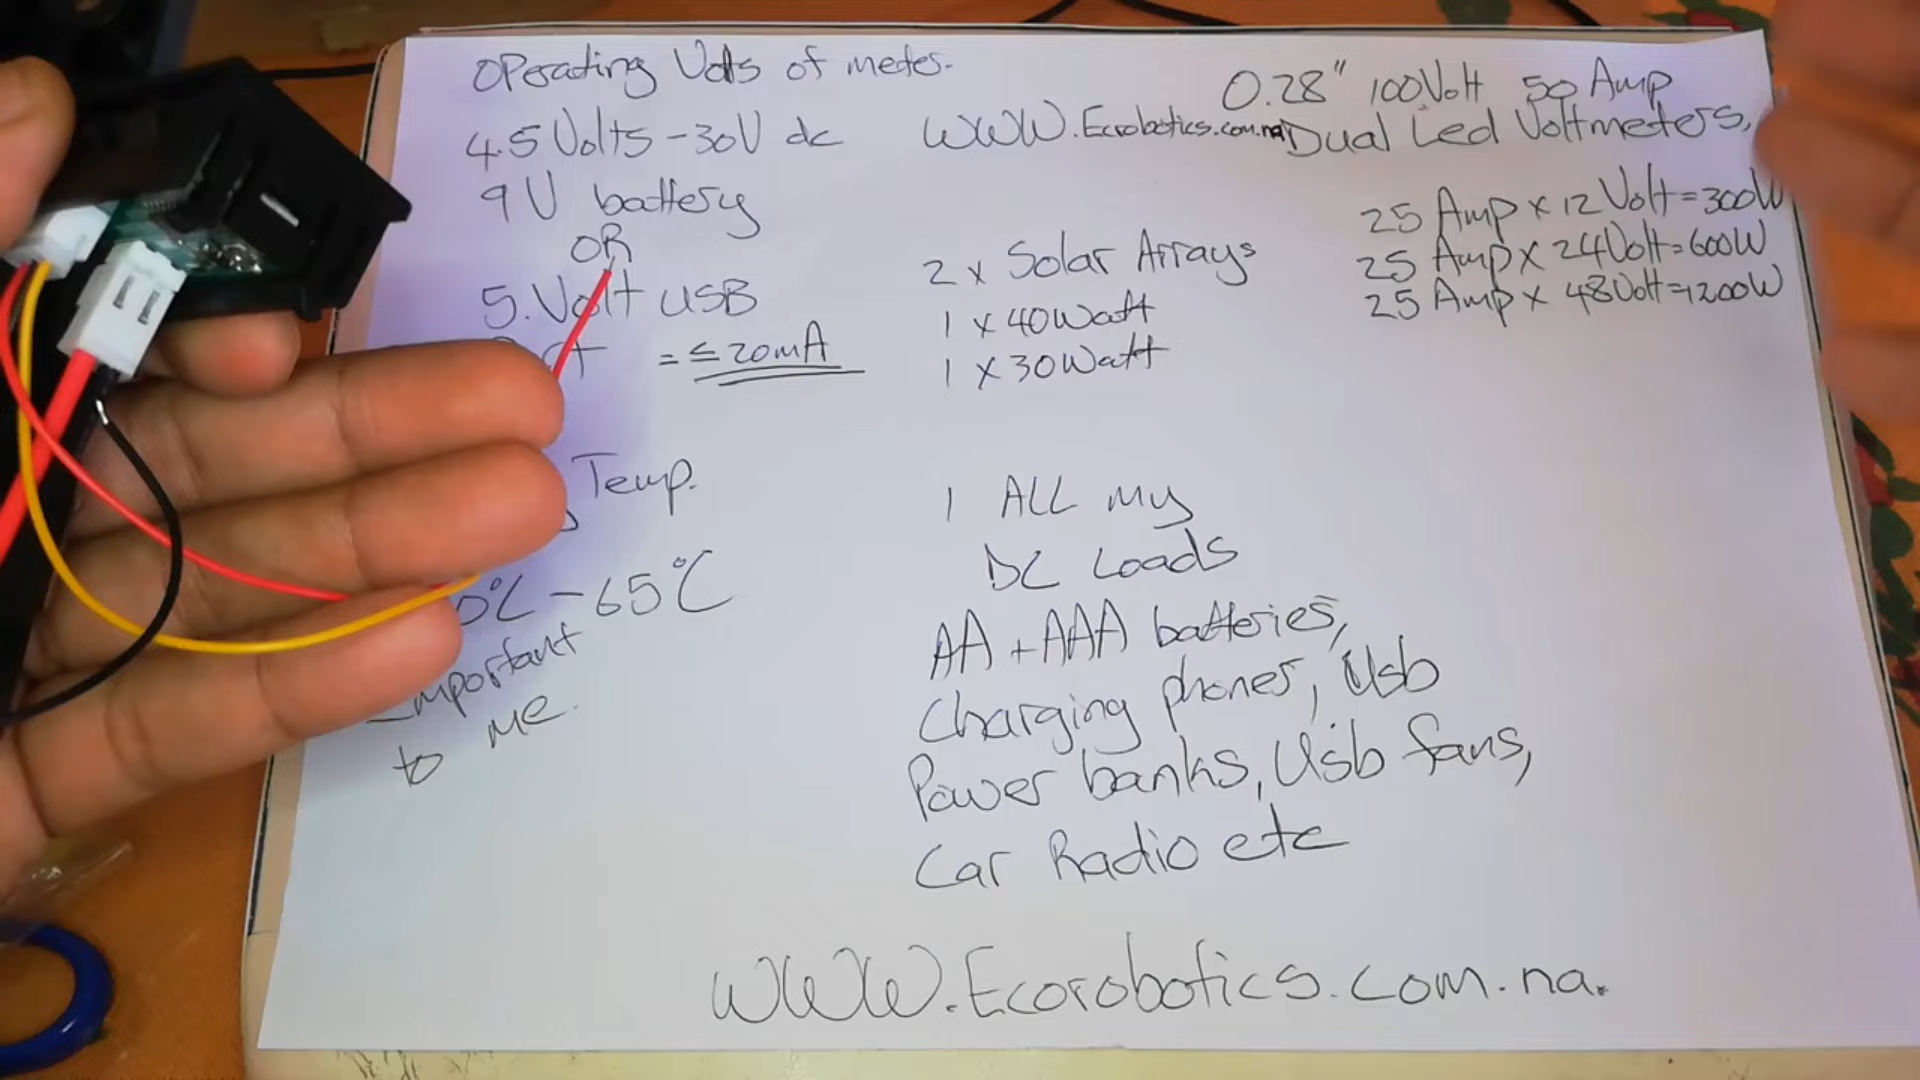 Operating Volts of meter.
4.5 Volts - 30V dc
9V battery
OR
5. Volt USB
= ≤ 20mA
Temp.
0°C - 65°C
Important
to me.
WWW.Ecrobotics.com.na
2 x Solar Arrays
1 x 40Watt
1 x 30Watt
1 ALL my
DC Loads
AA + AAA batteries,
Charging phones, Usb
Power banks, Usb fans,
Car Radio etc
0.28" 100Volt 50 Amp
Dual Led Voltmeters,
25 Amp x 12 Volt = 300W
25 Amp x 24Volt = 600W
25 Amp x 48Volt = 1200W
WWW.Ecorobotics.com.na.